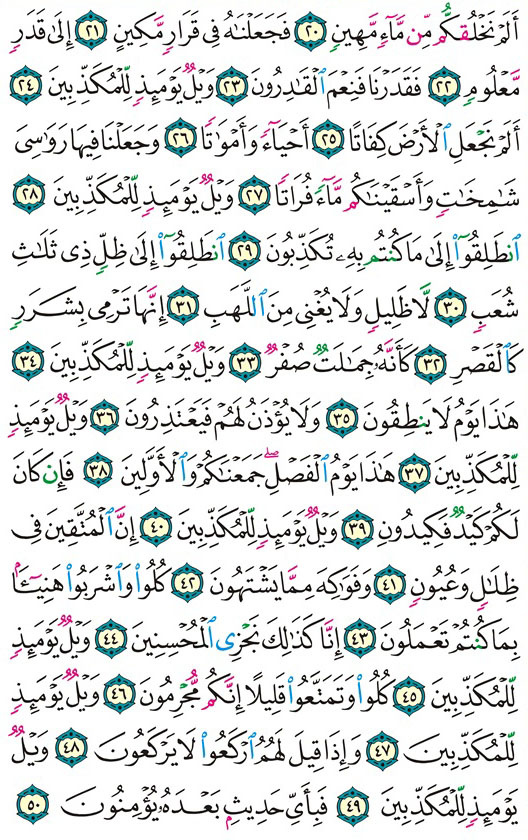 أَلَمْ نَخْلُقكُّم مِّن مَّآءٍ مَّهِينٍ ٢٠ فَجَعَلْنَٰهُ فِى قَرَارٍ مَّكِينٍ ٢١ إِلَىٰ قَدَرٍ
مَّعْلُومٍ ٢٢ فَقَدَرْنَا فَنِعْمَ ٱلْقَٰدِرُونَ ٢٣ وَيْلٌ يَوْمَئِذٍ لِّلْمُكَذِّبِينَ ٢٤
أَلَمْ نَجْعَلِ ٱلْأَرْضَ كِفَاتًا ٢٥ أَحْيَآءً وَأَمْوَٰتًا ٢٦ وَجَعَلْنَا فِيهَا رَوَٰسِىَ
شَٰمِخَٰتٍ وَأَسْقَيْنَٰكُم مَّآءً فُرَاتًا ٢٧ وَيْلٌ يَوْمَئِذٍ لِّلْمُكَذِّبِينَ ٢٨
ٱنطَلِقُوٓا۟ إِلَىٰ مَا كُنتُم بِهِۦ تُكَذِّبُونَ ٢٩ ٱنطَلِقُوٓا۟ إِلَىٰ ظِلٍّ ذِى ثَلَٰثِ
شُعَبٍ ٣٠ لَّا ظَلِيلٍ وَلَا يُغْنِى مِنَ ٱللَّهَبِ ٣١ إِنَّهَا تَرْمِى بِشَرَرٍ
كَٱلْقَصْرِ ٣٢ كَأَنَّهُۥ جِمَٰلَتٌ صُفْرٌ ٣٣ وَيْلٌ يَوْمَئِذٍ لِّلْمُكَذِّبِينَ ٣٤
هَٰذَا يَوْمُ لَا يَنطِقُونَ ٣٥ وَلَا يُؤْذَنُ لَهُمْ فَيَعْتَذِرُونَ ٣٦ وَيْلٌ يَوْمَئِذٍ
لِّلْمُكَذِّبِينَ ٣٧ هَٰذَا يَوْمُ ٱلْفَصْلِ ۖ جَمَعْنَٰكُمْ وَٱلْأَوَّلِينَ ٣٨ فَإِن كَانَ
لَكُمْ كَيْدٌ فَكِيدُونِ ٣٩ وَيْلٌ يَوْمَئِذٍ لِّلْمُكَذِّبِينَ ٤٠ إِنَّ ٱلْمُتَّقِينَ فِى
ظِلَٰلٍ وَعُيُونٍ ٤١ وَفَوَٰكِهَ مِمَّا يَشْتَهُونَ ٤٢ كُلُوا۟ وَٱشْرَبُوا۟ هَنِيٓـًٔۢا
بِمَا كُنتُمْ تَعْمَلُونَ ٤٣ إِنَّا كَذَٰلِكَ نَجْزِى ٱلْمُحْسِنِينَ ٤٤ وَيْلٌ يَوْمَئِذٍ
لِّلْمُكَذِّبِينَ ٤٥ كُلُوا۟ وَتَمَتَّعُوا۟ قَلِيلًا إِنَّكُم مُّجْرِمُونَ ٤٦ وَيْلٌ يَوْمَئِذٍ
لِّلْمُكَذِّبِينَ ٤٧ وَإِذَا قِيلَ لَهُمُ ٱرْكَعُوا۟ لَا يَرْكَعُونَ ٤٨ وَيْلٌ
يَوْمَئِذٍ لِّلْمُكَذِّبِينَ ٤٩ فَبِأَىِّ حَدِيثٍۭ بَعْدَهُۥ يُؤْمِنُونَ ٥٠